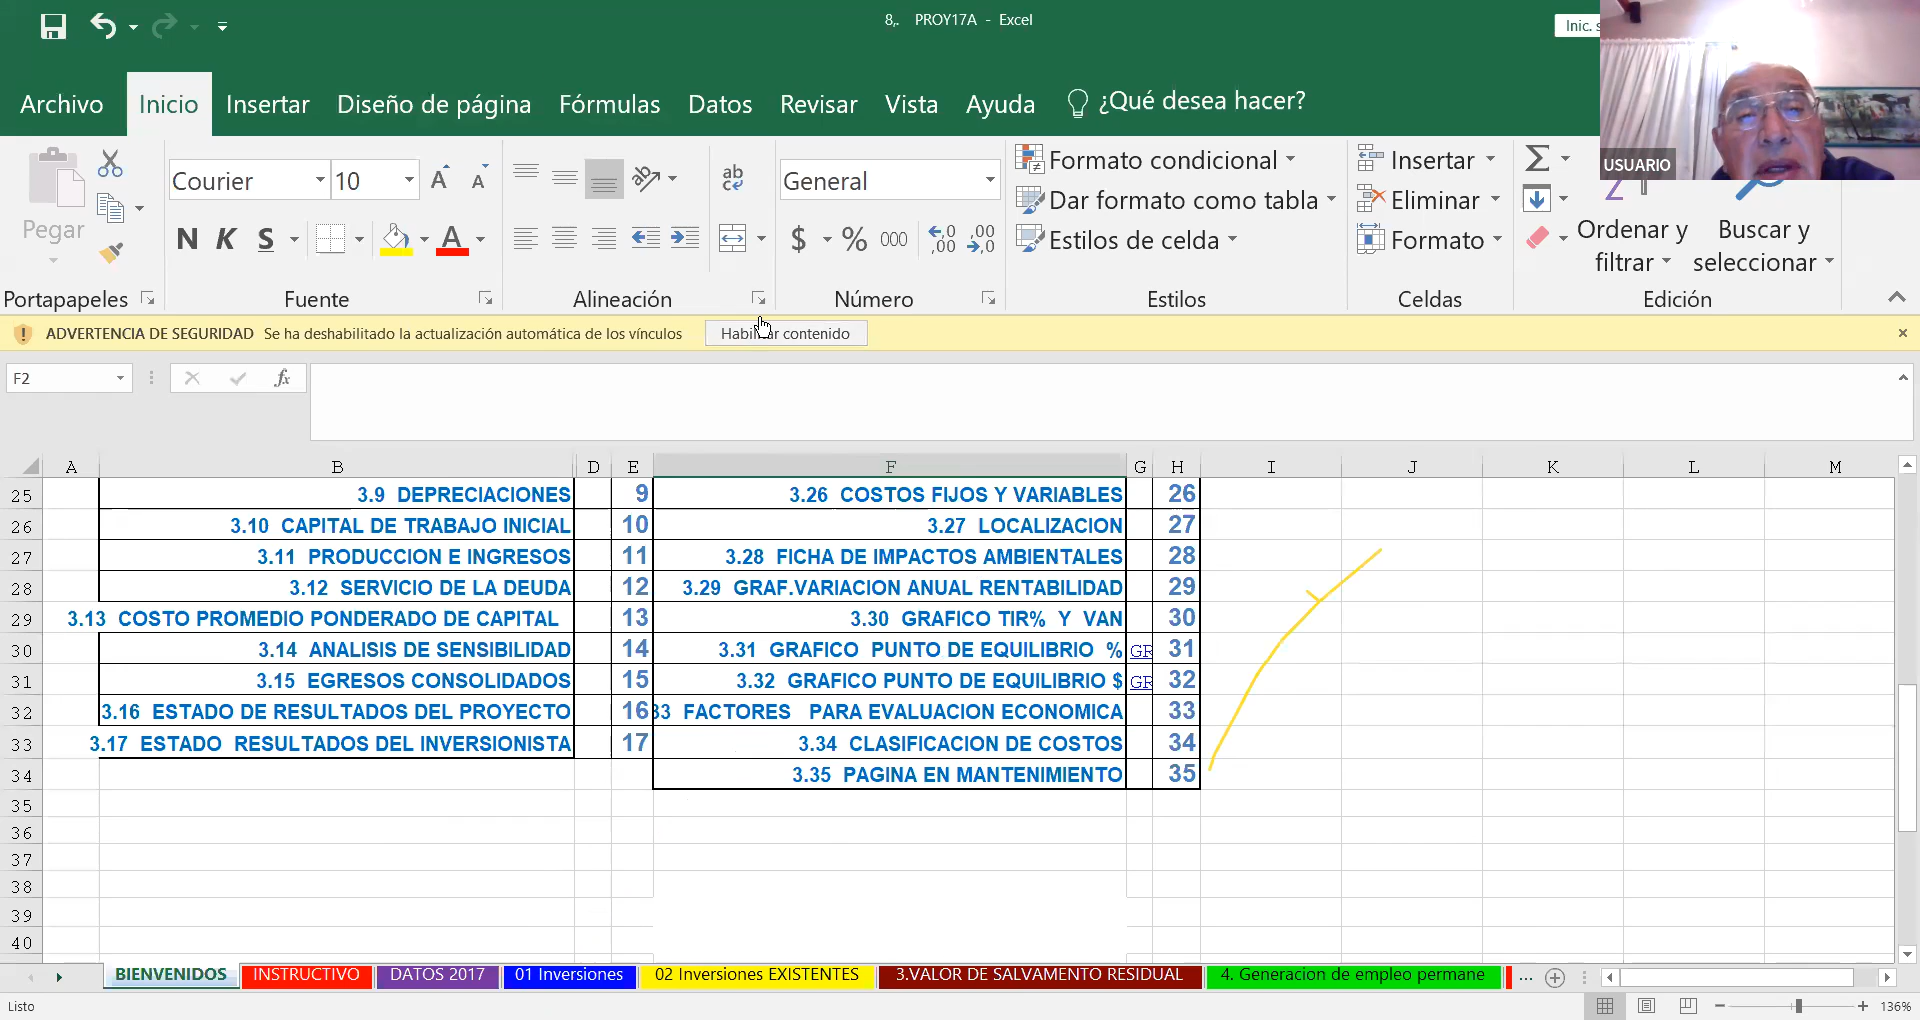 8,. PROY17A - Excel
Inic. s
Archivo Inicio Insertar Diseño de página Fórmulas Datos Revisar Vista Ayuda ¿Qué desea hacer?
USUARIO
Pegar
Courier 10
N K S
General
$ % 000
Formato condicional
Dar formato como tabla
Estilos de celda
Insertar
Eliminar
Formato
Ordenar y filtrar
Buscar y seleccionar
Portapapeles Fuente Alineación Número Estilos Celdas Edición
ADVERTENCIA DE SEGURIDAD Se ha deshabilitado la actualización automática de los vínculos contenido
F2 fx
A B D E F G H I J K L M
25 3.9 DEPRECIACIONES 9 3.26 COSTOS FIJOS Y VARIABLES 26
26 3.10 CAPITAL DE TRABAJO INICIAL 10 3.27 LOCALIZACION 27
27 3.11 PRODUCCION E INGRESOS 11 3.28 FICHA DE IMPACTOS AMBIENTALES 28
28 3.12 SERVICIO DE LA DEUDA 12 3.29 GRAF.VARIACION ANUAL RENTABILIDAD 29
29 3.13 COSTO PROMEDIO PONDERADO DE CAPITAL 13 3.30 GRAFICO TIR% Y VAN 30
30 3.14 ANALISIS DE SENSIBILIDAD 14 3.31 GRAFICO PUNTO DE EQUILIBRIO % GR 31
31 3.15 EGRESOS CONSOLIDADOS 15 3.32 GRAFICO PUNTO DE EQUILIBRIO $ GR 32
32 3.16 ESTADO DE RESULTADOS DEL PROYECTO 16 33 FACTORES PARA EVALUACION ECONOMICA 33
33 3.17 ESTADO RESULTADOS DEL INVERSIONISTA 17 3.34 CLASIFICACION DE COSTOS 34
34 3.35 PAGINA EN MANTENIMIENTO 35
35
36
37
38
39
40
BIENVENIDOS INSTRUCTIVO DATOS 2017 01 Inversiones 02 Inversiones EXISTENTES 3.VALOR DE SALVAMENTO RESIDUAL 4. Generacion de empleo permane ...
Listo 136%